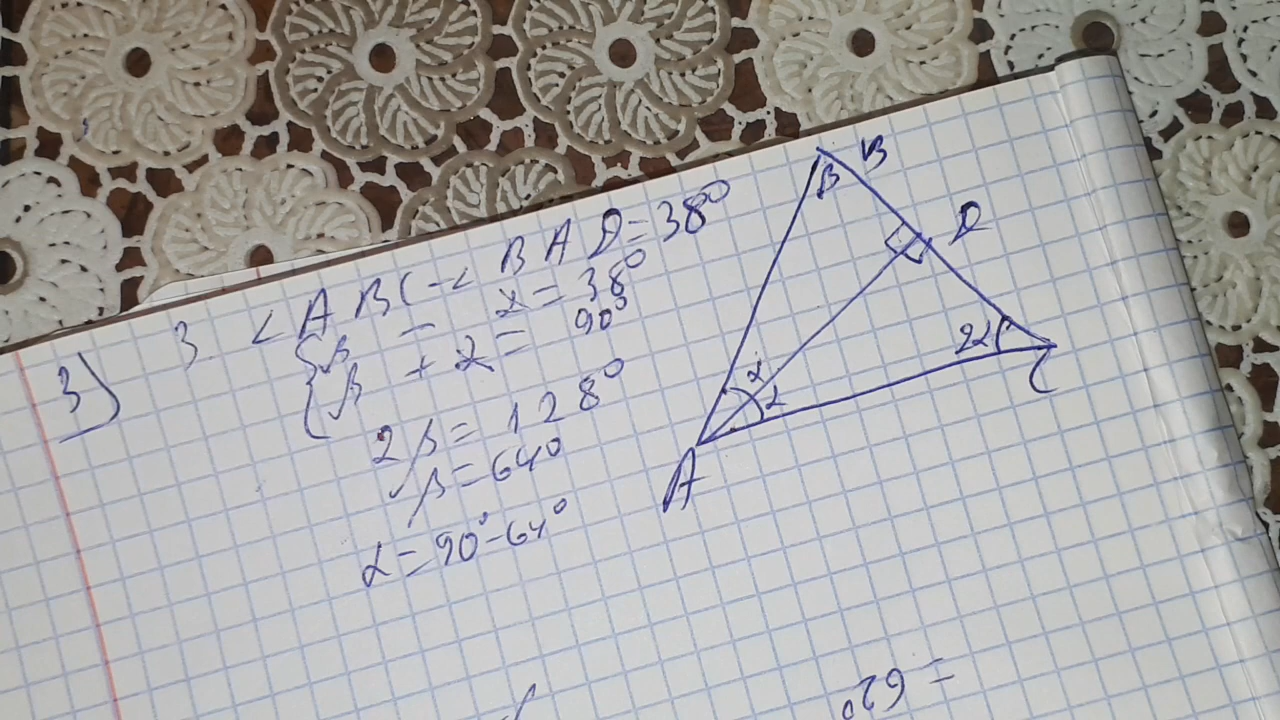 3) 3. <ABC-<BAD=38°
{β - α = 38°
{β + α = 90°
2β = 128°
β = 64°
α = 90° - 64°
B β
β
D
α
α
2α
C
A
= 62°